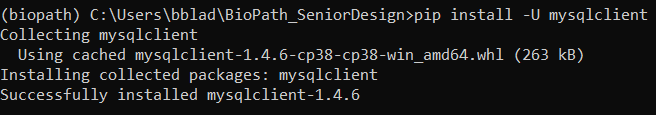 (biopath) C:\Users\bblad\BioPath_SeniorDesign>pip install -U mysqlclient
Collecting mysqlclient
  Using cached mysqlclient-1.4.6-cp38-cp38-win_amd64.whl (263 kB)
Installing collected packages: mysqlclient
Successfully installed mysqlclient-1.4.6